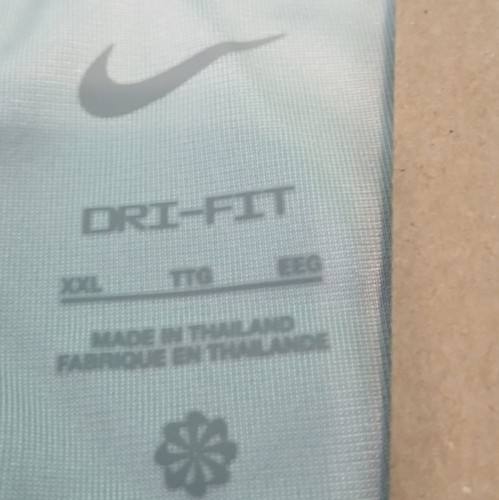 DRI-FIT
XXL TTG EEG
MADE IN THAILAND
FABRIQUE EN THAILANDE